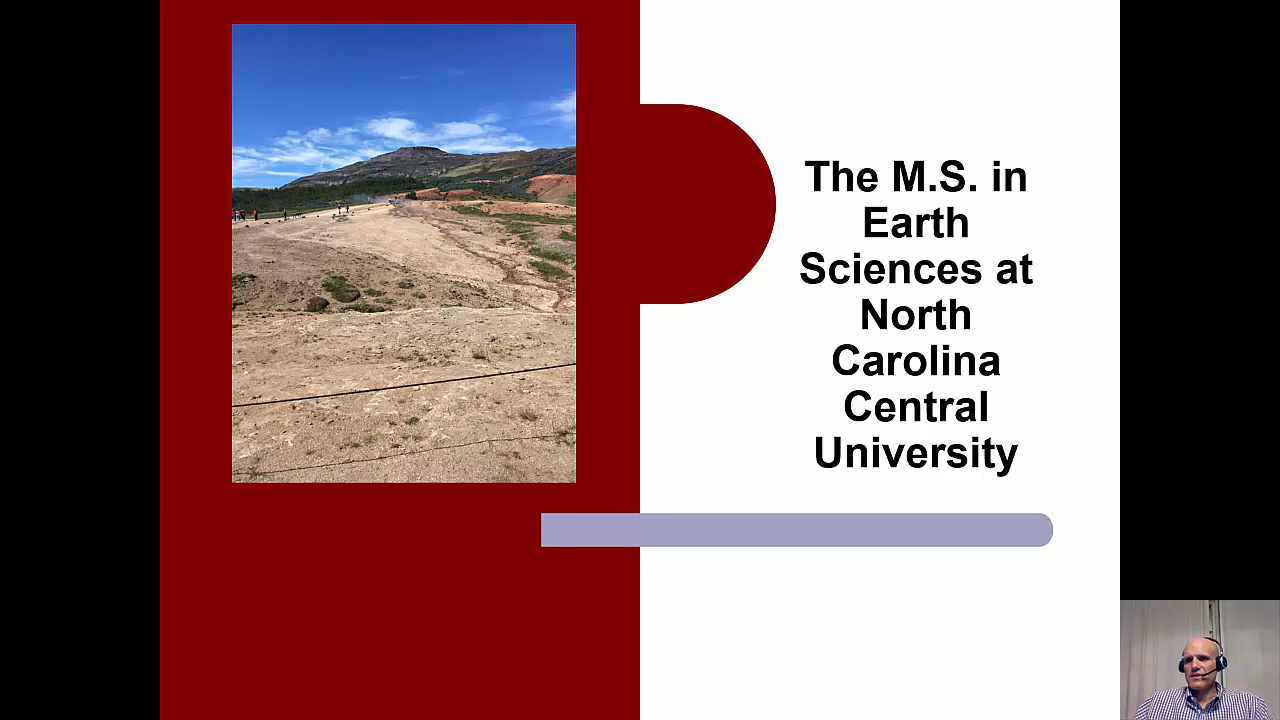 The M.S. in
Earth
Sciences at
North
Carolina
Central
University